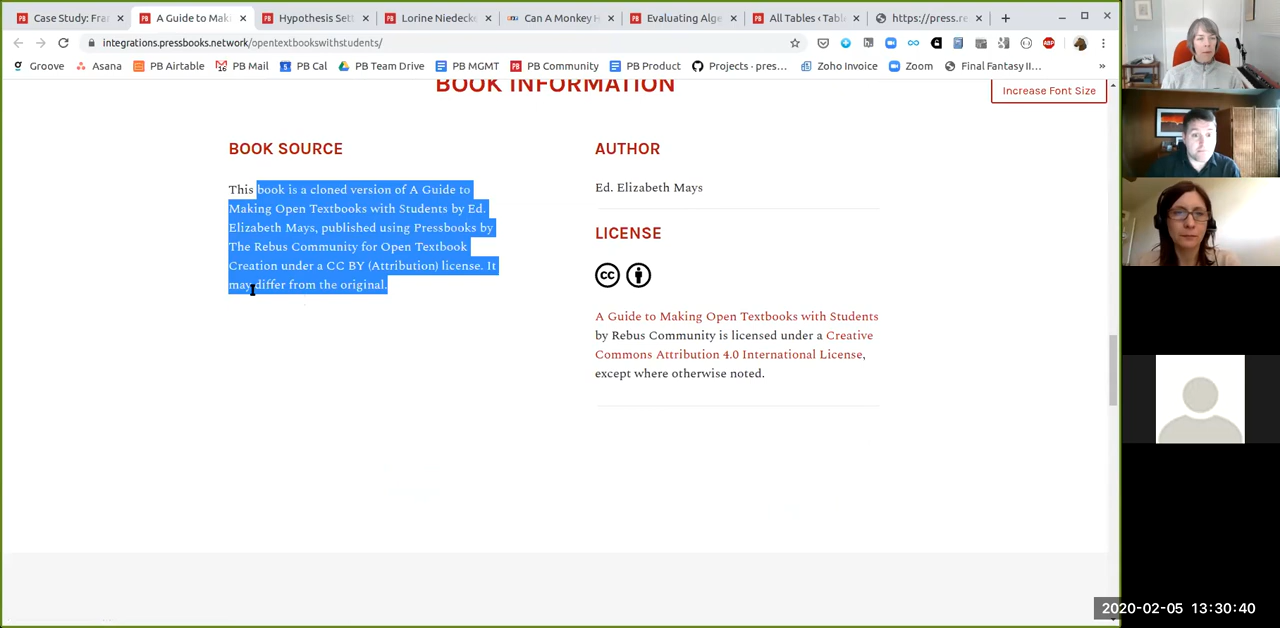 Case Study: Fra
A Guide to Mak
Hypothesis Set
Lorine Niedeck
Can A Monkey H
Evaluating Alge
All Tables ‹ Tabl
https://press.re
integrations.pressbooks.network/opentextbookswithstudents/
Groove
Asana
PB Airtable
PB Mail
PB Cal
PB Team Drive
PB MGMT
PB Community
PB Product
Projects · pres...
Zoho Invoice
Zoom
Final Fantasy II...
»
BOOK INFORMATION
Increase Font Size
BOOK SOURCE
This book is a cloned version of A Guide to
Making Open Textbooks with Students by Ed.
Elizabeth Mays, published using Pressbooks by
The Rebus Community for Open Textbook
Creation under a CC BY (Attribution) license. It
may differ from the original.
AUTHOR
Ed. Elizabeth Mays
LICENSE
cc
A Guide to Making Open Textbooks with Students
by Rebus Community is licensed under a Creative
Commons Attribution 4.0 International License,
except where otherwise noted.
2020-02-05 13:30:40